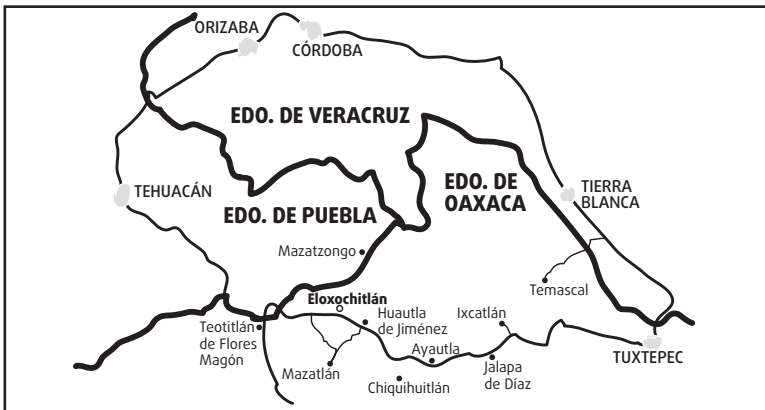 ORIZABA
CÓRDOBA
EDO. DE VERACRUZ
TEHUACÁN
EDO. DE PUEBLA
EDO. DE
OAXACA
TIERRA
BLANCA
Mazatzongo
Temascal
Eloxochitlán
Teotitlán
de Flores
Magón
Huautla
de Jiménez
Ixcatlán
Ayautla
Mazatlán
Chiquihuitlán
Jalapa
de Díaz
TUXTEPEC